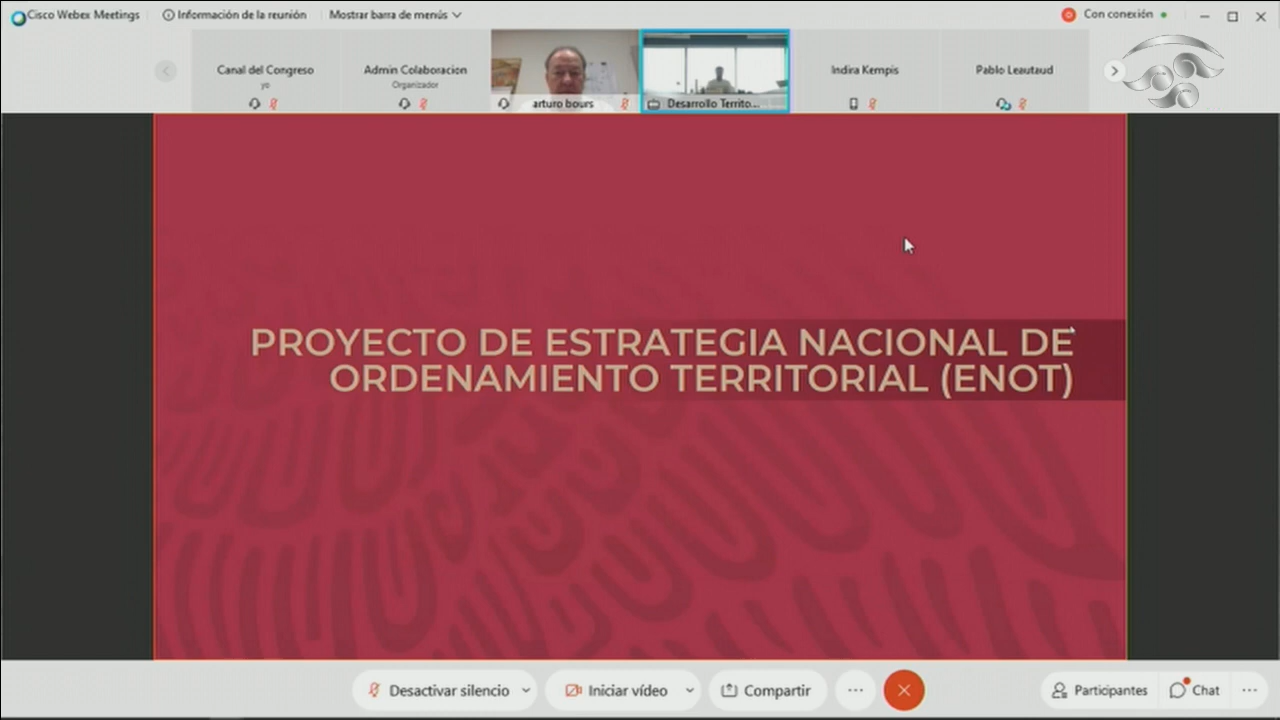 Cisco Webex Meetings
Información de la reunión
Mostrar barra de menús
Con conexión
Canal del Congreso
yo
Admin Colaboracion
Organizador
arturo bours
Desarrollo Territo...
Indira Kempis
Pablo Leautaud
PROYECTO DE ESTRATEGIA NACIONAL DE
ORDENAMIENTO TERRITORIAL (ENOT)
Desactivar silencio
Iniciar vídeo
Compartir
Participantes
Chat